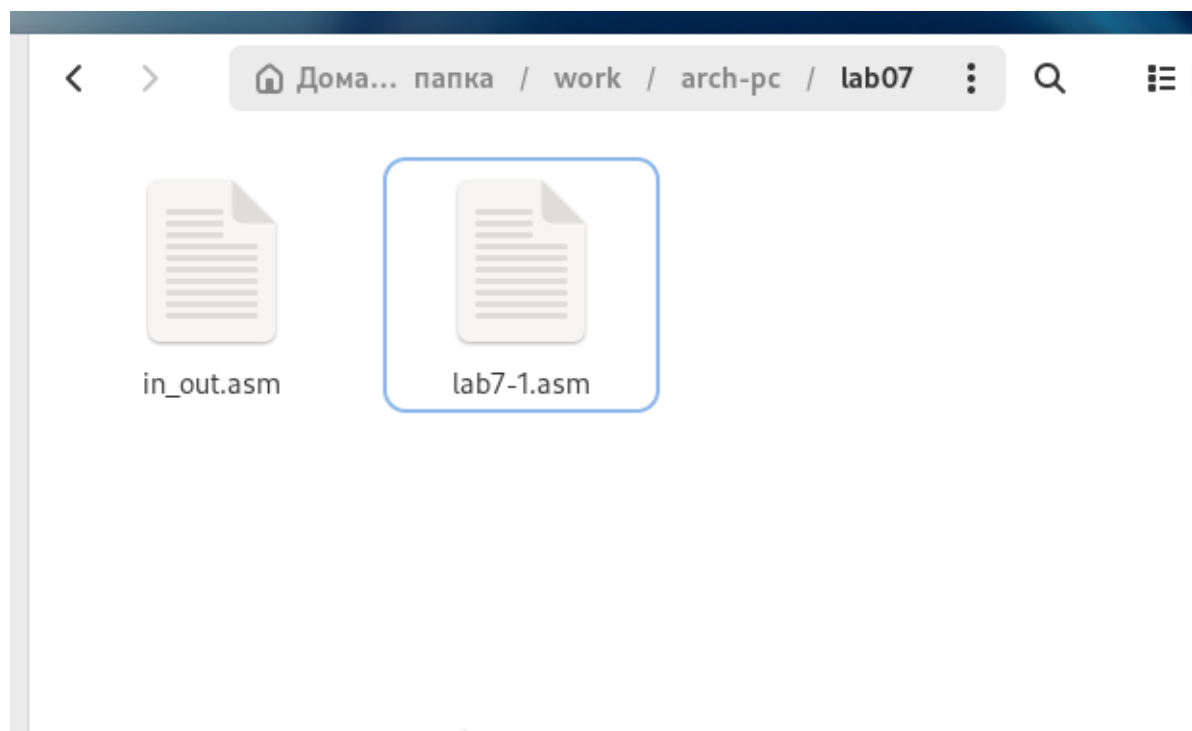 Дома… папка / work / arch-pc / lab07
in_out.asm lab7-1.asm